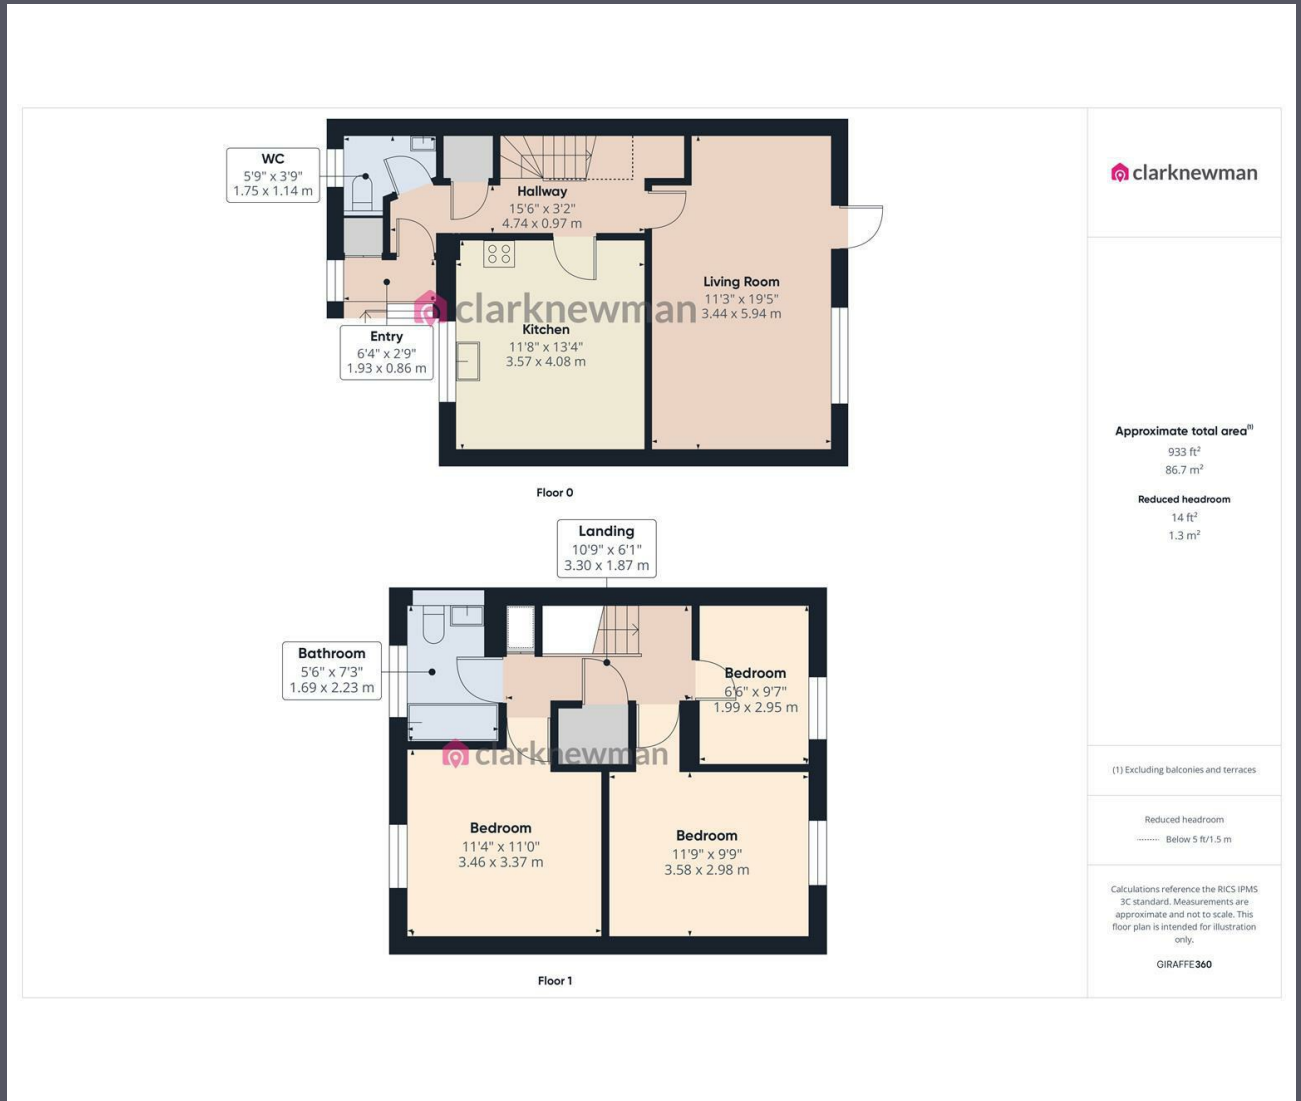 WC
5'9" x 3'9"
1.75 x 1.14 m
Hallway
15'6" x 3'2"
4.74 x 0.97 m
Living Room
11'3" x 19'5"
3.44 x 5.94 m
clarknewman
Kitchen
11'8" x 13'4"
3.57 x 4.08 m
Entry
6'4" x 2'9"
1.93 x 0.86 m
Floor 0
Landing
10'9" x 6'1"
3.30 x 1.87 m
Bathroom
5'6" x 7'3"
1.69 x 2.23 m
Bedroom
6'6" x 9'7"
1.99 x 2.95 m
clarknewman
Bedroom
11'4" x 11'0"
3.46 x 3.37 m
Bedroom
11'9" x 9'9"
3.58 x 2.98 m
Floor 1
clarknewman
Approximate total area⁽¹⁾
933 ft²
86.7 m²
Reduced headroom
14 ft²
1.3 m²
(1) Excluding balconies and terraces
Reduced headroom
Below 5 ft/1.5 m
Calculations reference the RICS IPMS
3C standard. Measurements are
approximate and not to scale. This
floor plan is intended for illustration
only.
GIRAFFE360